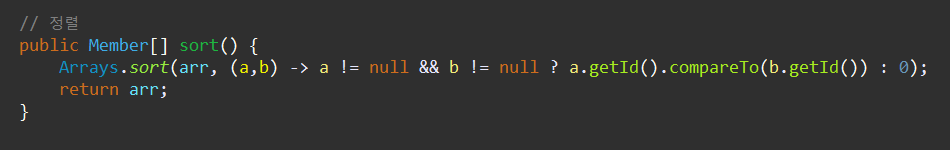 // 정렬
public Member[] sort() {
    Arrays.sort(arr, (a,b) -> a != null && b != null ? a.getId().compareTo(b.getId()) : 0);
    return arr;
}